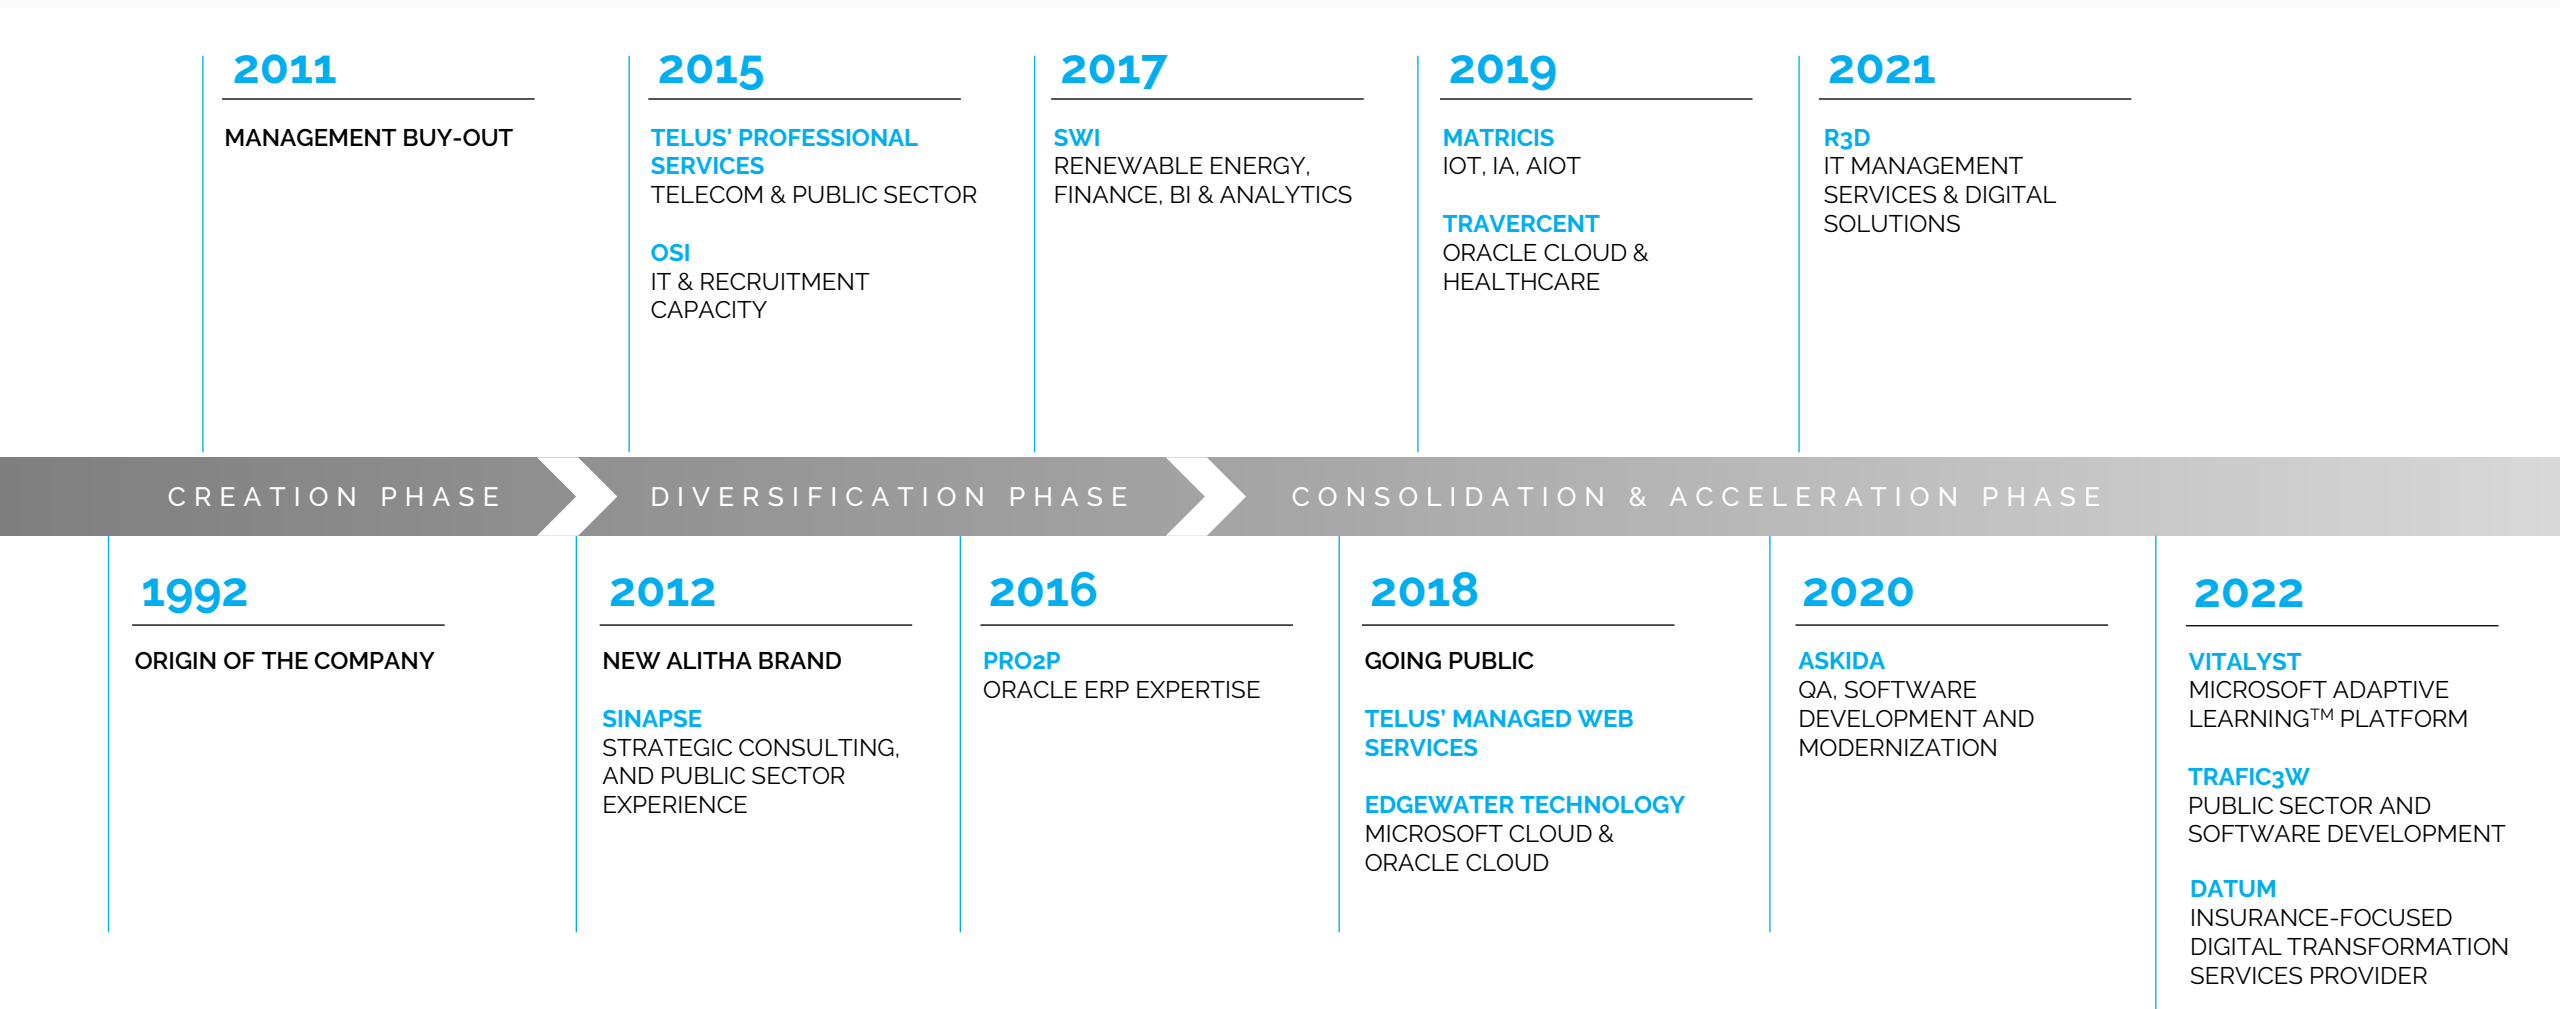 2011
MANAGEMENT BUY-OUT
2015
TELUS' PROFESSIONAL
SERVICES
TELECOM & PUBLIC SECTOR
OSI
IT & RECRUITMENT
CAPACITY
2017
SWI
RENEWABLE ENERGY,
FINANCE, BI & ANALYTICS
2019
MATRICIS
IOT, IA, AIOT
TRAVERCENT
ORACLE CLOUD &
HEALTHCARE
2021
R3D
IT MANAGEMENT
SERVICES & DIGITAL
SOLUTIONS
CREATION PHASE
DIVERSIFICATION PHASE
CONSOLIDATION & ACCELERATION PHASE
1992
ORIGIN OF THE COMPANY
2012
NEW ALITHA BRAND
SINAPSE
STRATEGIC CONSULTING,
AND PUBLIC SECTOR
EXPERIENCE
2016
PRO2P
ORACLE ERP EXPERTISE
2018
GOING PUBLIC
TELUS’ MANAGED WEB
SERVICES
EDGEWATER TECHNOLOGY
MICROSOFT CLOUD &
ORACLE CLOUD
2020
ASKIDA
QA, SOFTWARE
DEVELOPMENT AND
MODERNIZATION
2022
VITALYST
MICROSOFT ADAPTIVE
LEARNING™ PLATFORM
TRAFIC3W
PUBLIC SECTOR AND
SOFTWARE DEVELOPMENT
DATUM
INSURANCE-FOCUSED
DIGITAL TRANSFORMATION
SERVICES PROVIDER